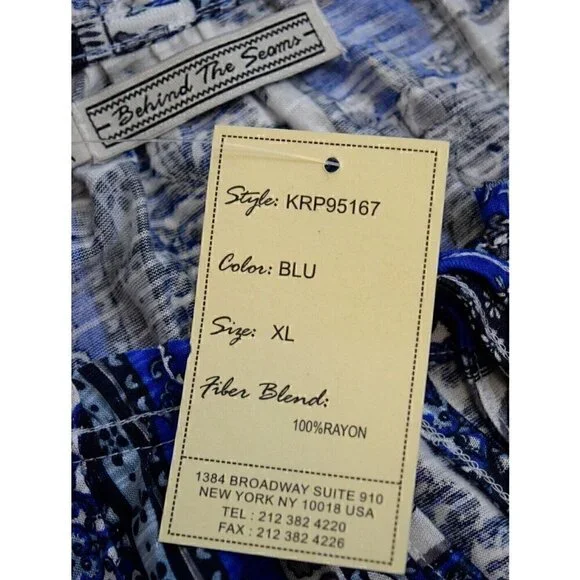 Behind The Seams
Style: KRP95167
Color: BLU
Size: XL
Fiber Blend:
100%RAYON
1384 BROADWAY SUITE 910
NEW YORK NY 10018 USA
TEL : 212 382 4220
FAX : 212 382 4226